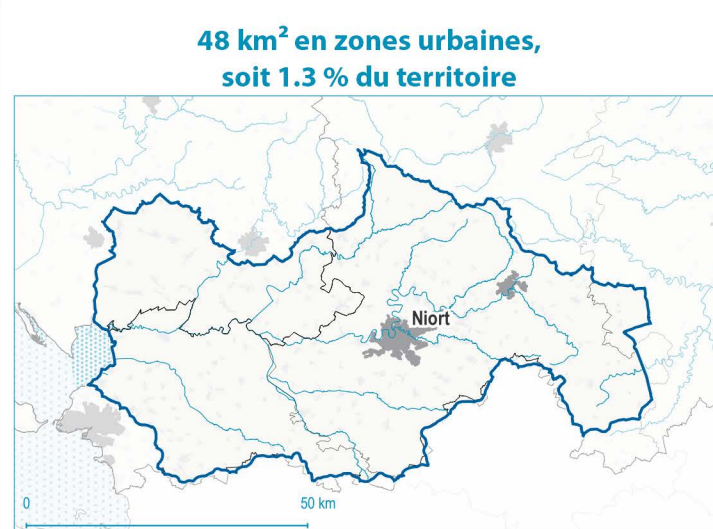 48 km² en zones urbaines,
soit 1.3 % du territoire
Niort
0
50 km